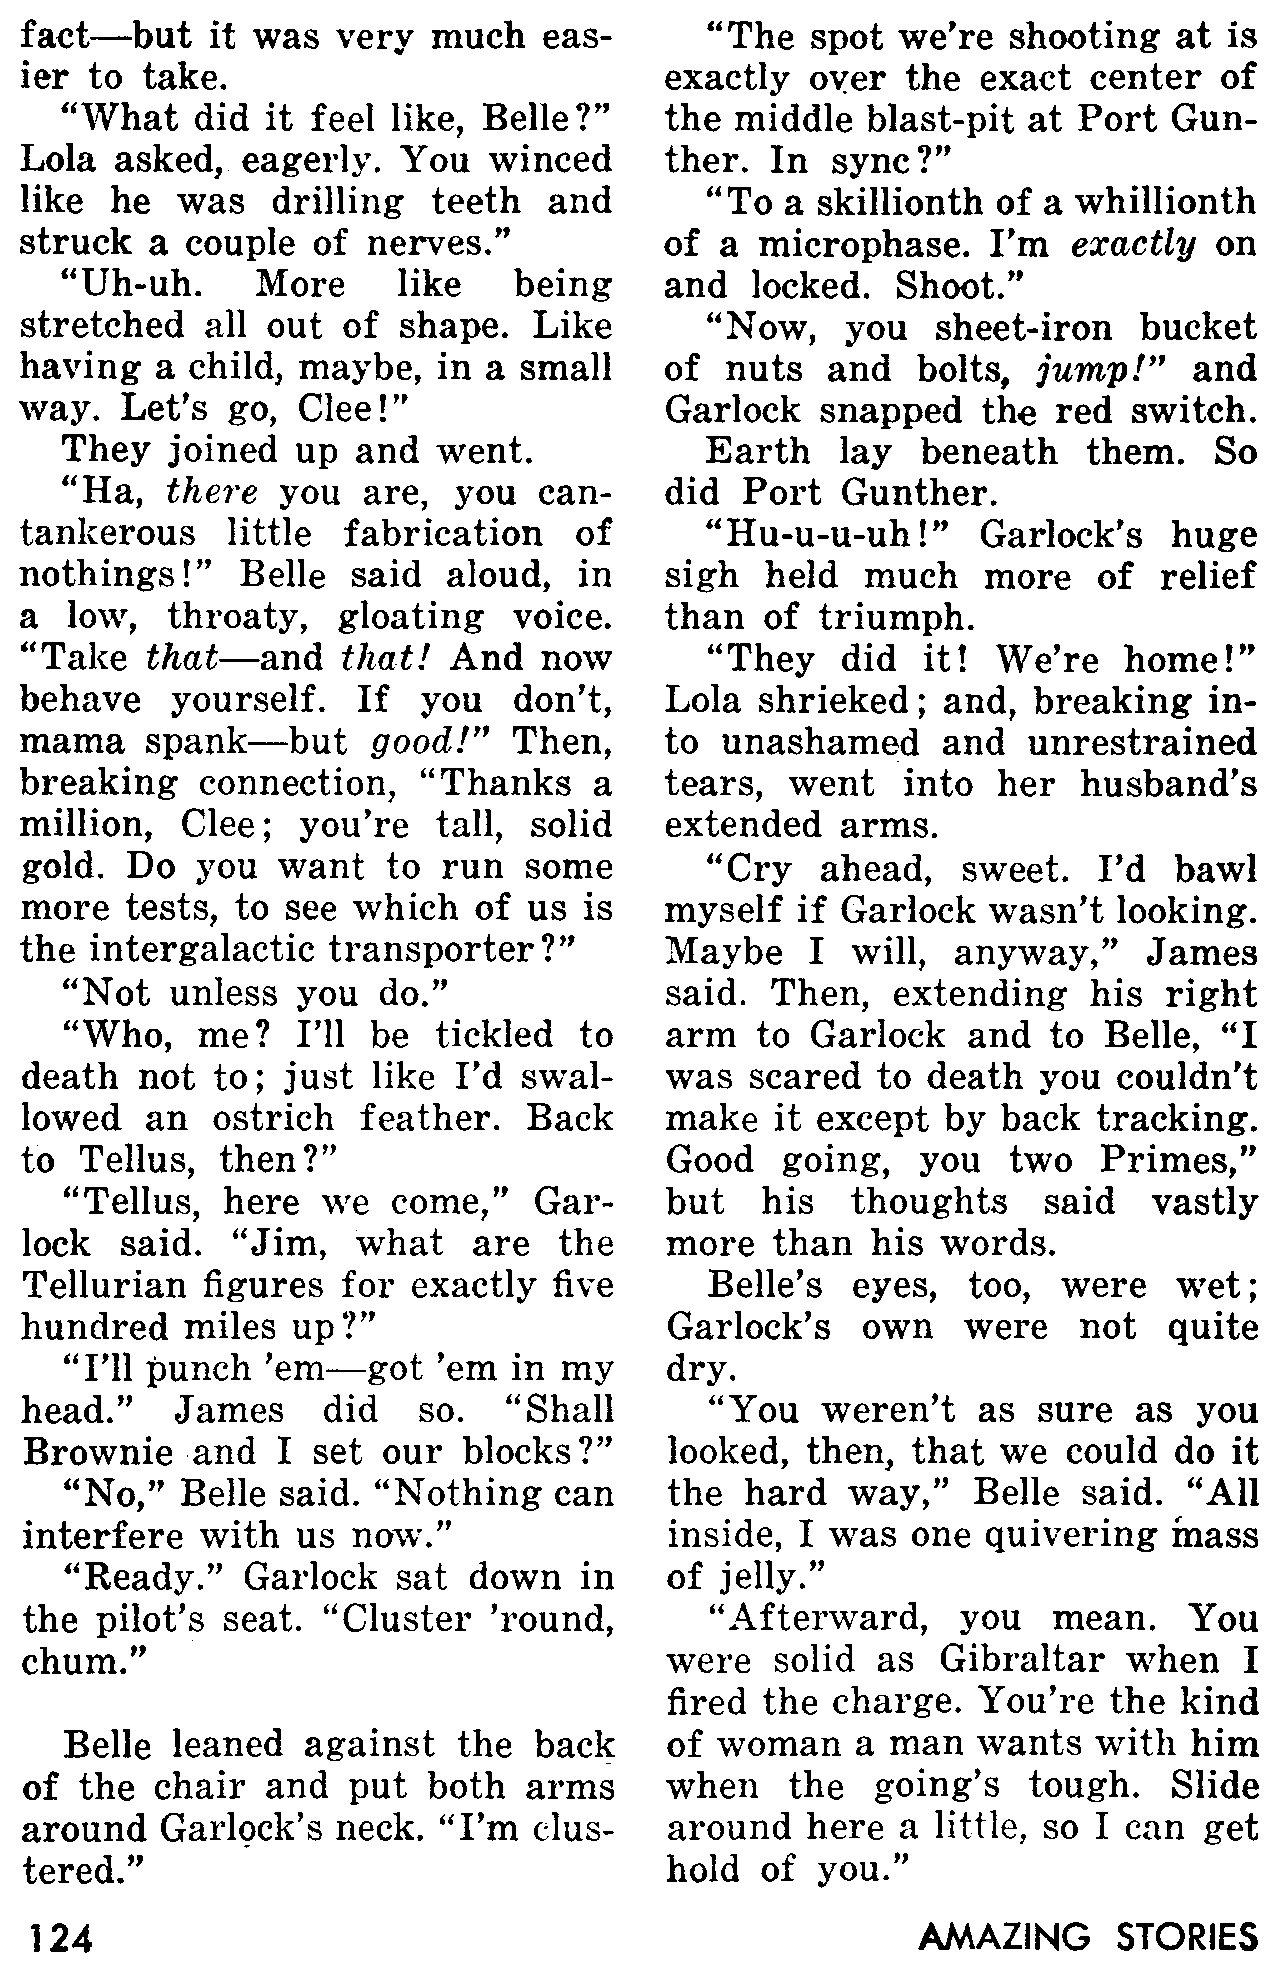 fact—but it was very much eas-
ier to take.
“What did it feel like, Belle?”
Lola asked, eagerly. You winced
like he was drilling teeth and
struck a couple of nerves.”
“Uh-uh. More like being
stretched all out of shape. Like
having a child, maybe, in a small
way. Let’s go, Clee!”
They joined up and went.
“Ha, there you are, you can-
tankerous little fabrication of
nothings!” Belle said aloud, in
a low, throaty, gloating voice.
“Take that—and that! And now
behave yourself. If you don’t,
mama spank—but good!” Then,
breaking connection, “Thanks a
million, Clee; you’re tall, solid
gold. Do you want to run some
more tests, to see which of us is
the intergalactic transporter?”
“Not unless you do.”
“Who, me? I’ll be tickled to
death not to; just like I’d swal-
lowed an ostrich feather. Back
to Tellus, then?”
“Tellus, here we come,” Gar-
lock said. “Jim, what are the
Tellurian figures for exactly five
hundred miles up?”
“I’ll punch ’em—got ’em in my
head.” James did so. “Shall
Brownie and I set our blocks?”
“No,” Belle said. “Nothing can
interfere with us now.”
“Ready.” Garlock sat down in
the pilot’s seat. “Cluster ’round,
chum.”
Belle leaned against the back
of the chair and put both arms
around Garlock’s neck. “I’m clus-
tered.”
“The spot we’re shooting at is
exactly over the exact center of
the middle blast-pit at Port Gun-
ther. In sync?”
“To a skillionth of a whillionth
of a microphase. I’m exactly on
and locked. Shoot.”
“Now, you sheet-iron bucket
of nuts and bolts, jump!” and
Garlock snapped the red switch.
Earth lay beneath them. So
did Port Gunther.
“Hu-u-u-uh!” Garlock’s huge
sigh held much more of relief
than of triumph.
“They did it! We’re home!”
Lola shrieked; and, breaking in-
to unashamed and unrestrained
tears, went into her husband’s
extended arms.
“Cry ahead, sweet. I’d bawl
myself if Garlock wasn’t looking.
Maybe I will, anyway,” James
said. Then, extending his right
arm to Garlock and to Belle, “I
was scared to death you couldn’t
make it except by back tracking.
Good going, you two Primes,”
but his thoughts said vastly
more than his words.
Belle’s eyes, too, were wet;
Garlock’s own were not quite
dry.
“You weren’t as sure as you
looked, then, that we could do it
the hard way,” Belle said. “All
inside, I was one quivering mass
of jelly.”
“Afterward, you mean. You
were solid as Gibraltar when I
fired the charge. You’re the kind
of woman a man wants with him
when the going’s tough. Slide
around here a little, so I can get
hold of you.”
124
AMAZING STORIES